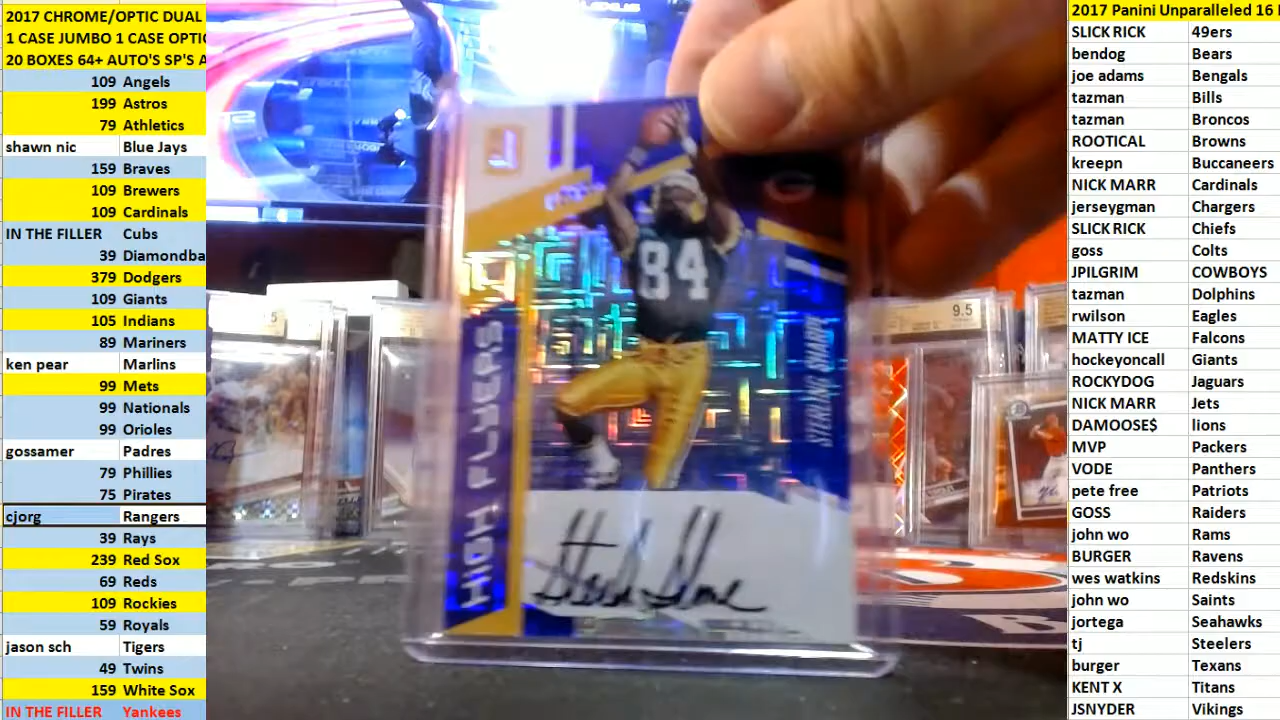 2017 CHROME/OPTIC DUAL
1 CASE JUMBO 1 CASE OPTIC
20 BOXES 64+ AUTO'S SP'S A
109 Angels
199 Astros
79 Athletics
shawn nic Blue Jays
159 Braves
109 Brewers
109 Cardinals
IN THE FILLER Cubs
39 Diamondba
379 Dodgers
109 Giants
105 Indians
89 Mariners
ken pear Marlins
99 Mets
99 Nationals
99 Orioles
gossamer Padres
79 Phillies
75 Pirates
cjorg Rangers
39 Rays
239 Red Sox
69 Reds
109 Rockies
59 Royals
jason sch Tigers
49 Twins
159 White Sox
IN THE FILLER Yankees
84
HIGH FLYERS
STERLING SHARPE
9.5
2017 Panini Unparalleled 16
SLICK RICK 49ers
bendog Bears
joe adams Bengals
tazman Bills
tazman Broncos
ROOTICAL Browns
kreepn Buccaneers
NICK MARR Cardinals
jerseygman Chargers
SLICK RICK Chiefs
goss Colts
JPILGRIM COWBOYS
tazman Dolphins
rwilson Eagles
MATTY ICE Falcons
hockeyoncall Giants
ROCKYDOG Jaguars
NICK MARR Jets
DAMOOSE$ lions
MVP Packers
VODE Panthers
pete free Patriots
GOSS Raiders
john wo Rams
BURGER Ravens
wes watkins Redskins
john wo Saints
jortega Seahawks
tj Steelers
burger Texans
KENT X Titans
JSNYDER Vikings